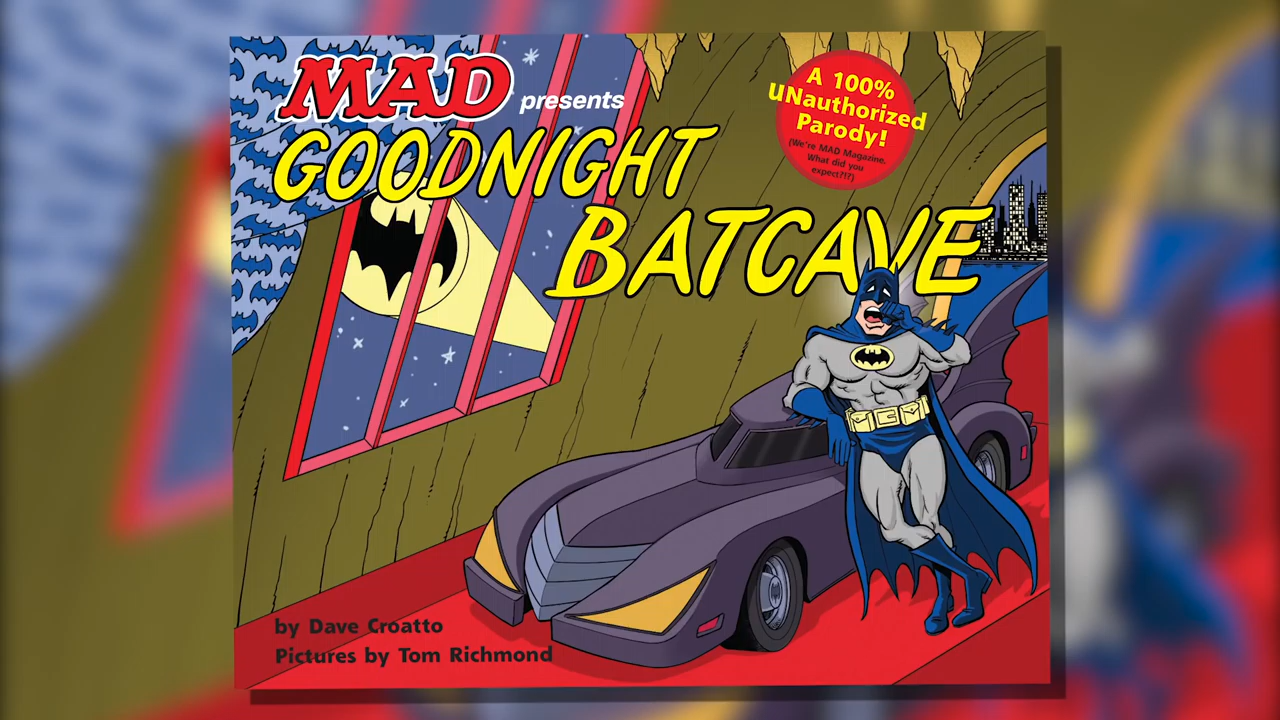 MAD presents
GOODNIGHT
BATCAVE
A 100%
UNauthorized
Parody!
(We're MAD Magazine.
What did you
expect?!?)
by Dave Croatto
Pictures by Tom Richmond